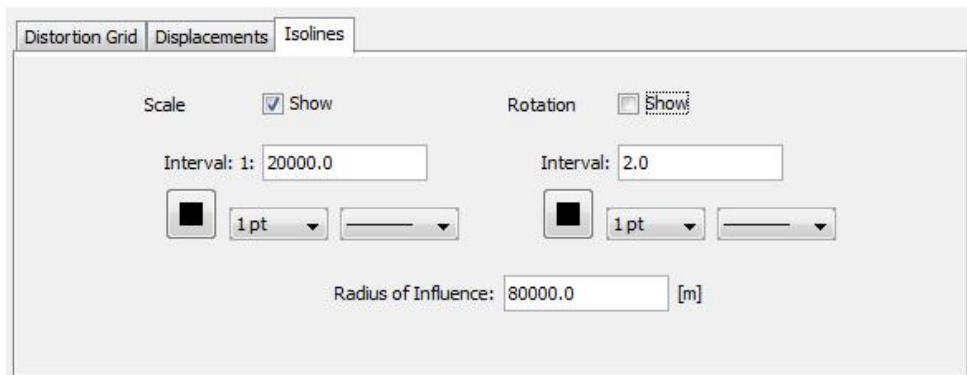 Distortion Grid Displacements Isolines
Scale Show Rotation Show
Interval: 1: 20000.0 Interval: 2.0
1 pt 1 pt
Radius of Influence: 80000.0 [m]